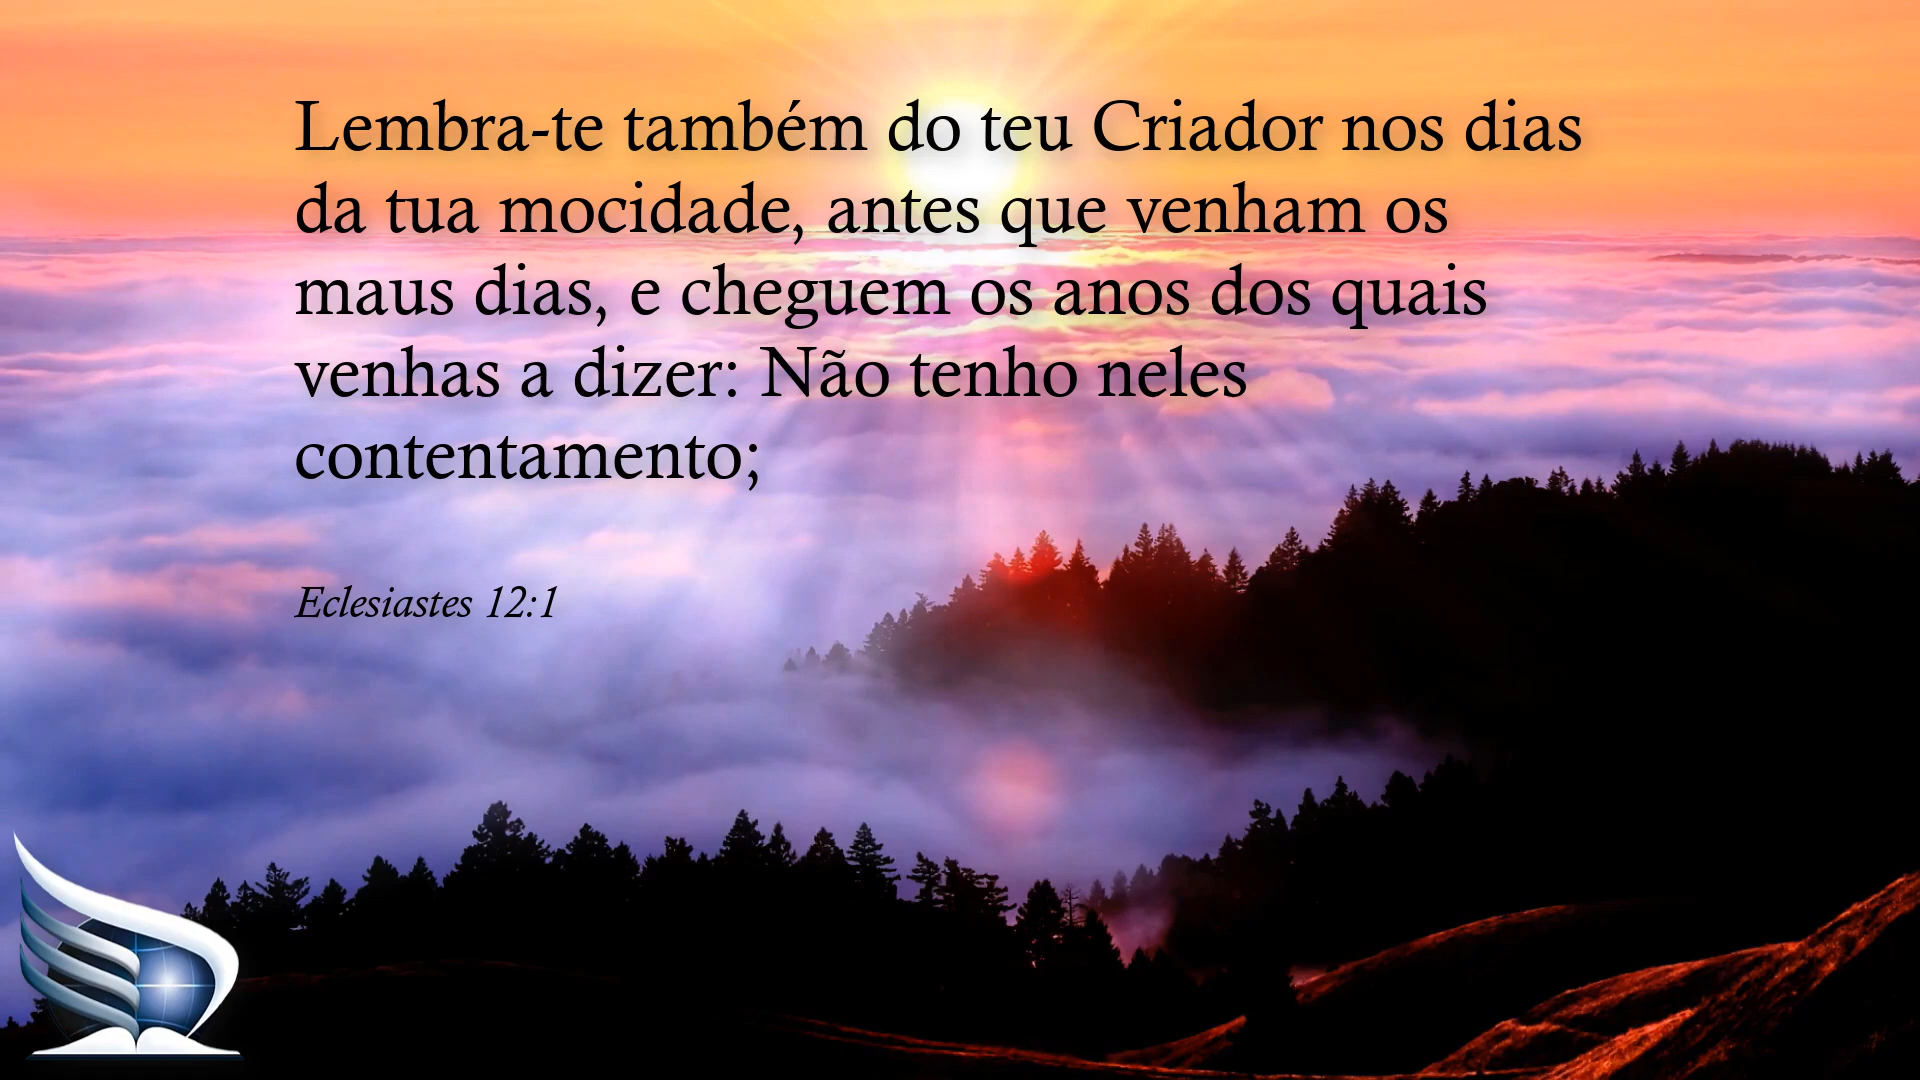 Lembra-te também do teu Criador nos dias
da tua mocidade, antes que venham os
maus dias, e cheguem os anos dos quais
venhas a dizer: Não tenho neles
contentamento;
Eclesiastes 12:1